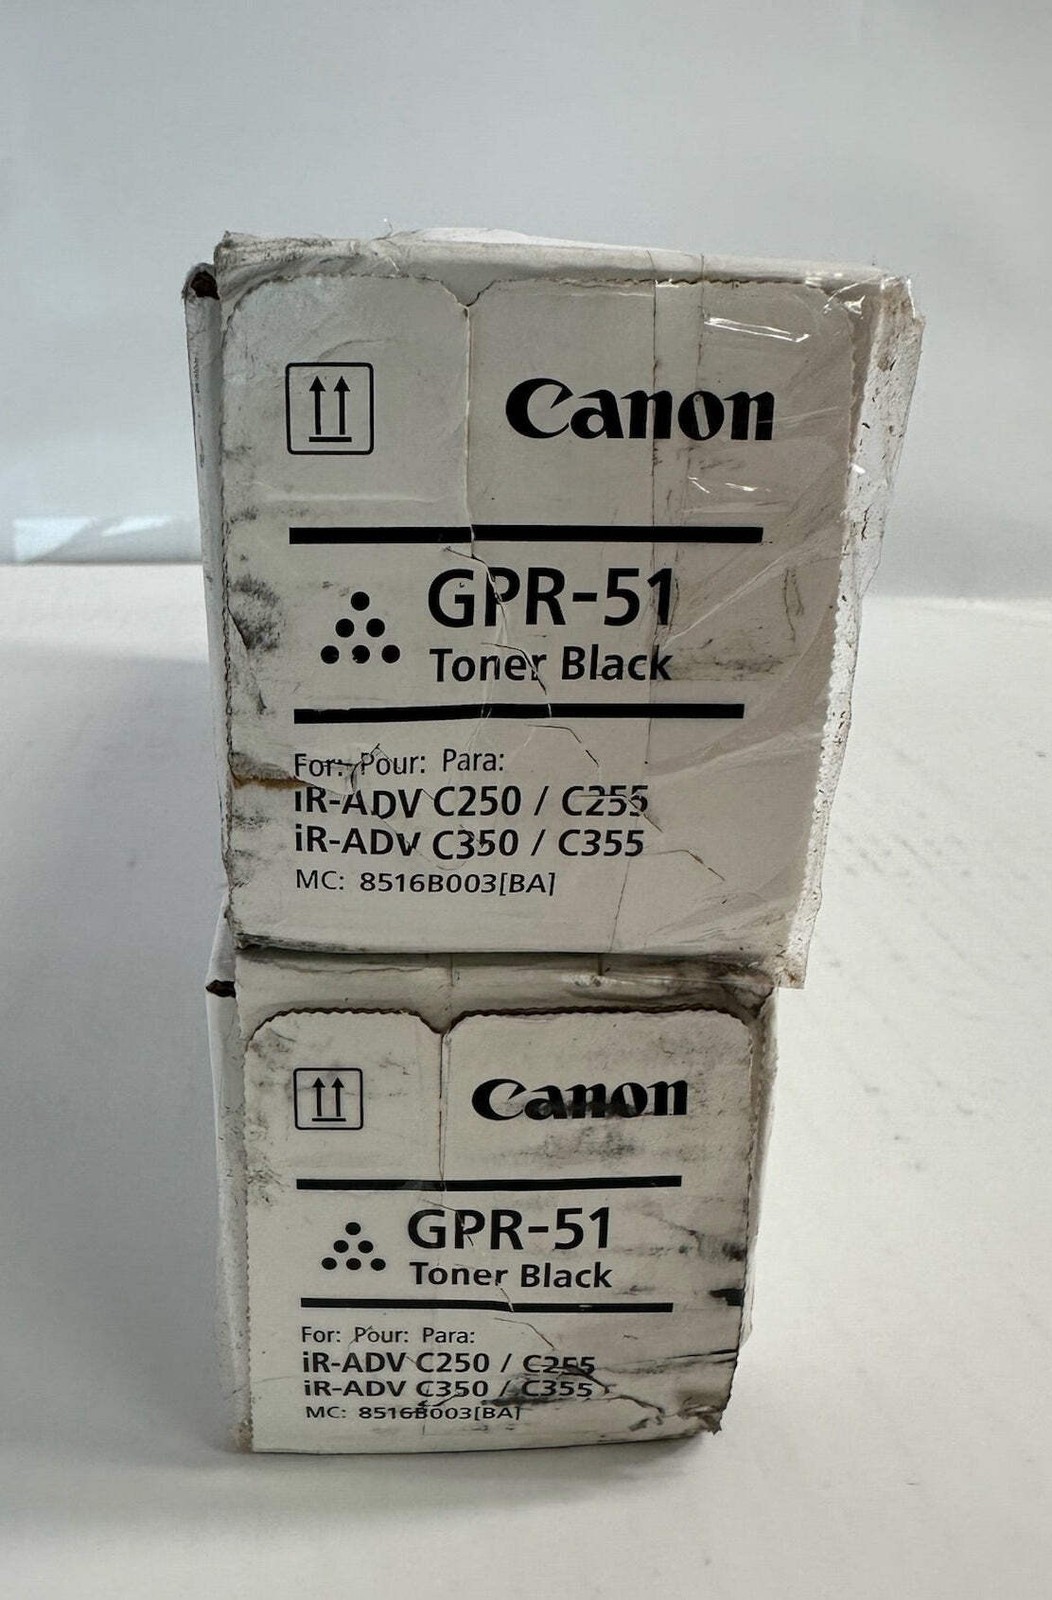 Canon
GPR-51
Toner Black
For: Pour: Para:
iR-ADV C250 / C255
iR-ADV C350 / C355
MC: 8516B003[BA]
Canon
GPR-51
Toner Black
For: Pour: Para:
iR-ADV C250 / C255
iR-ADV C350 / C355
MC: 8516B003[BA]